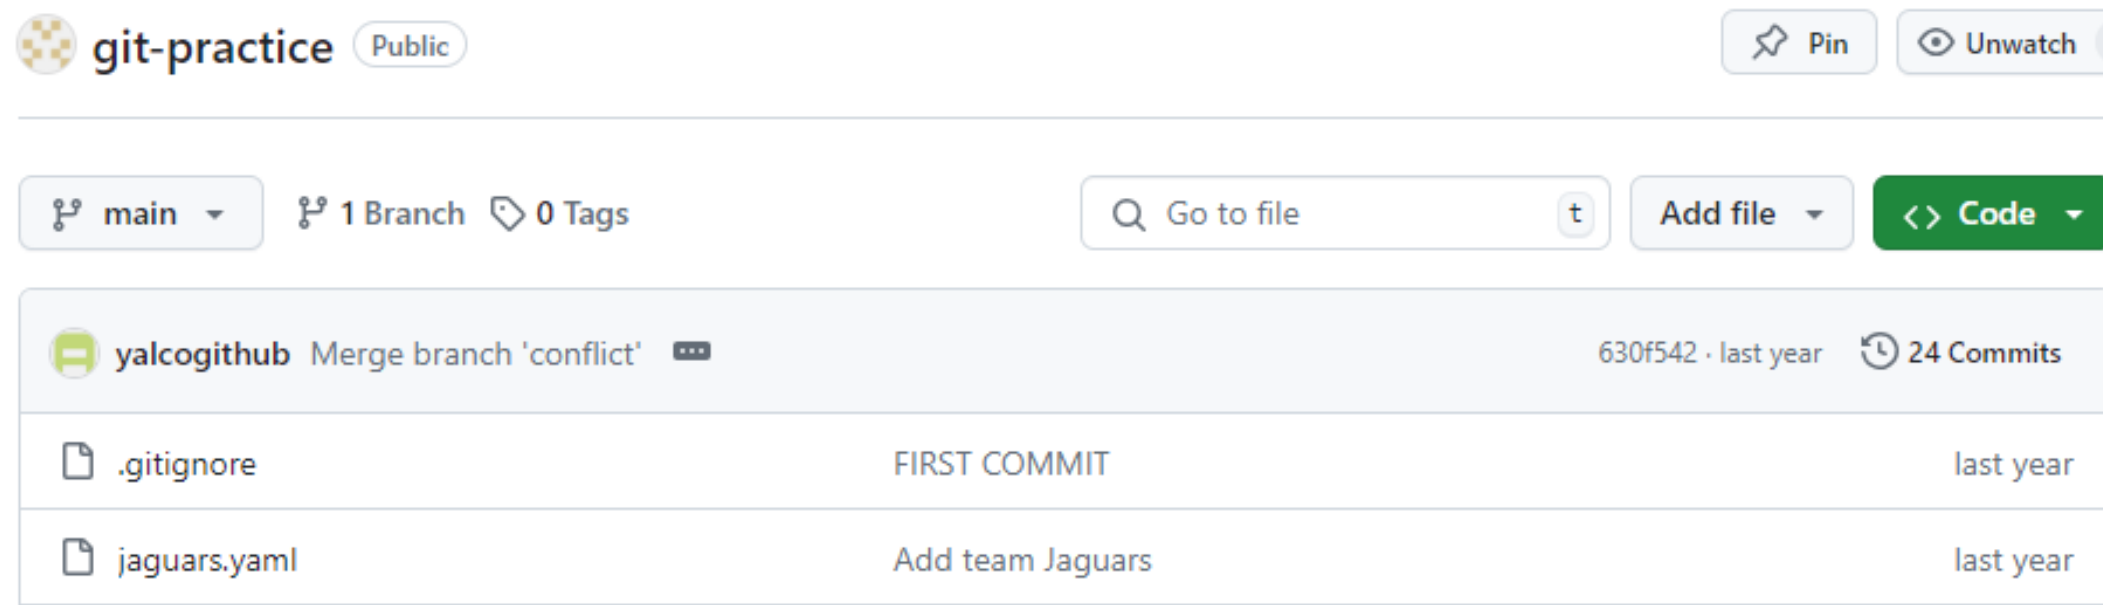 git-practice Public Pin Unwatch
main 1 Branch 0 Tags Go to file t Add file Code
yalcogithub Merge branch 'conflict' 630f542 · last year 24 Commits
.gitignore FIRST COMMIT last year
jaguars.yaml Add team Jaguars last year